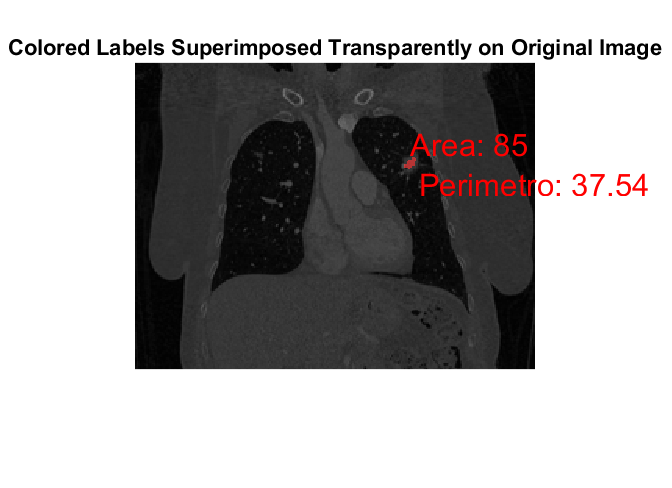 Colored Labels Superimposed Transparently on Original Image
Area: 85
Perimetro: 37.54